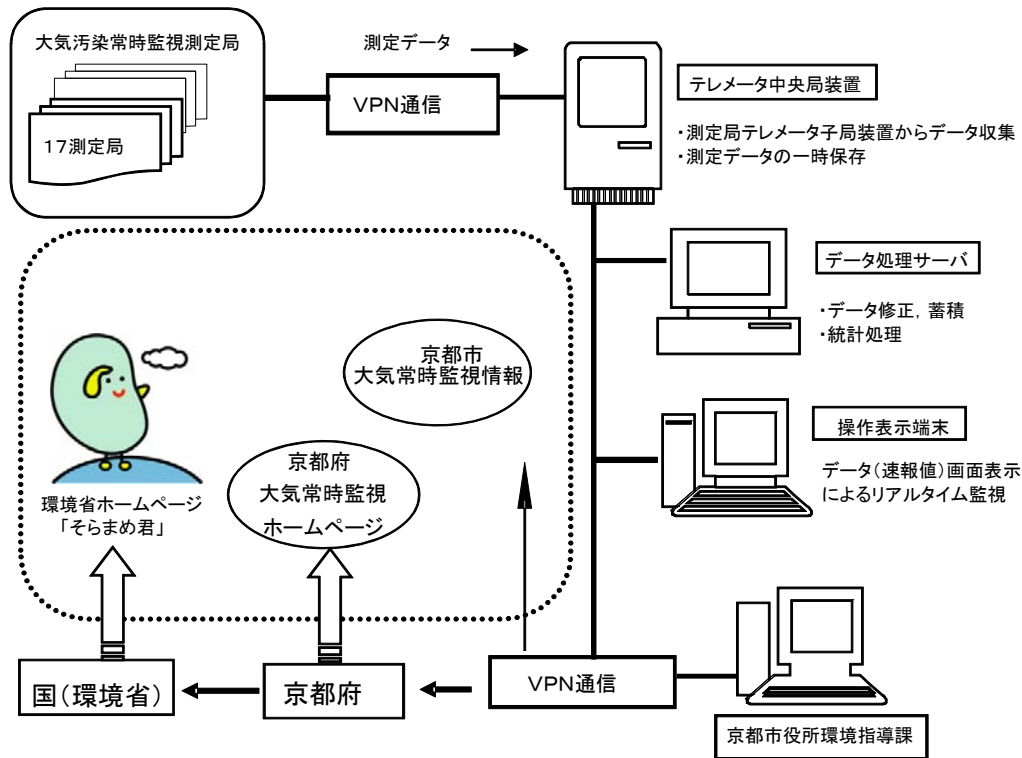 大気汚染常時監視測定局
17測定局
測定データ
VPN通信
テレメータ中央局装置
・測定局テレメータ子局装置からデータ収集
・測定データの一時保存
データ処理サーバ
・データ修正，蓄積
・統計処理
操作表示端末
データ（速報値）画面表示
によるリアルタイム監視
京都市
大気常時監視情報
京都府
大気常時監視
ホームページ
環境省ホームページ
「そらまめ君」
国（環境省）
京都府
VPN通信
京都市役所環境指導課